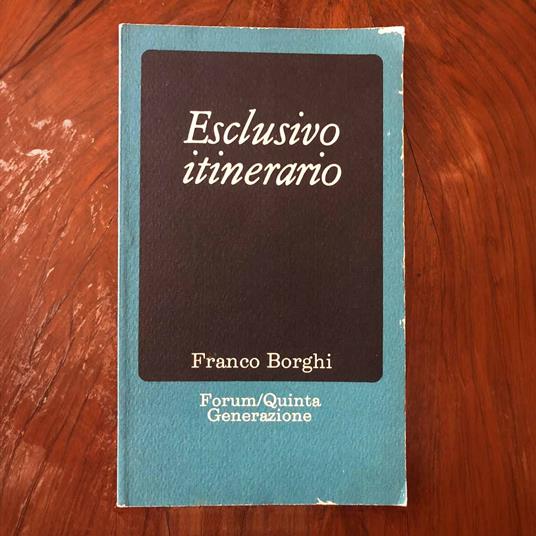 Esclusivo
itinerario
Franco Borghi
Forum/Quinta
Generazione